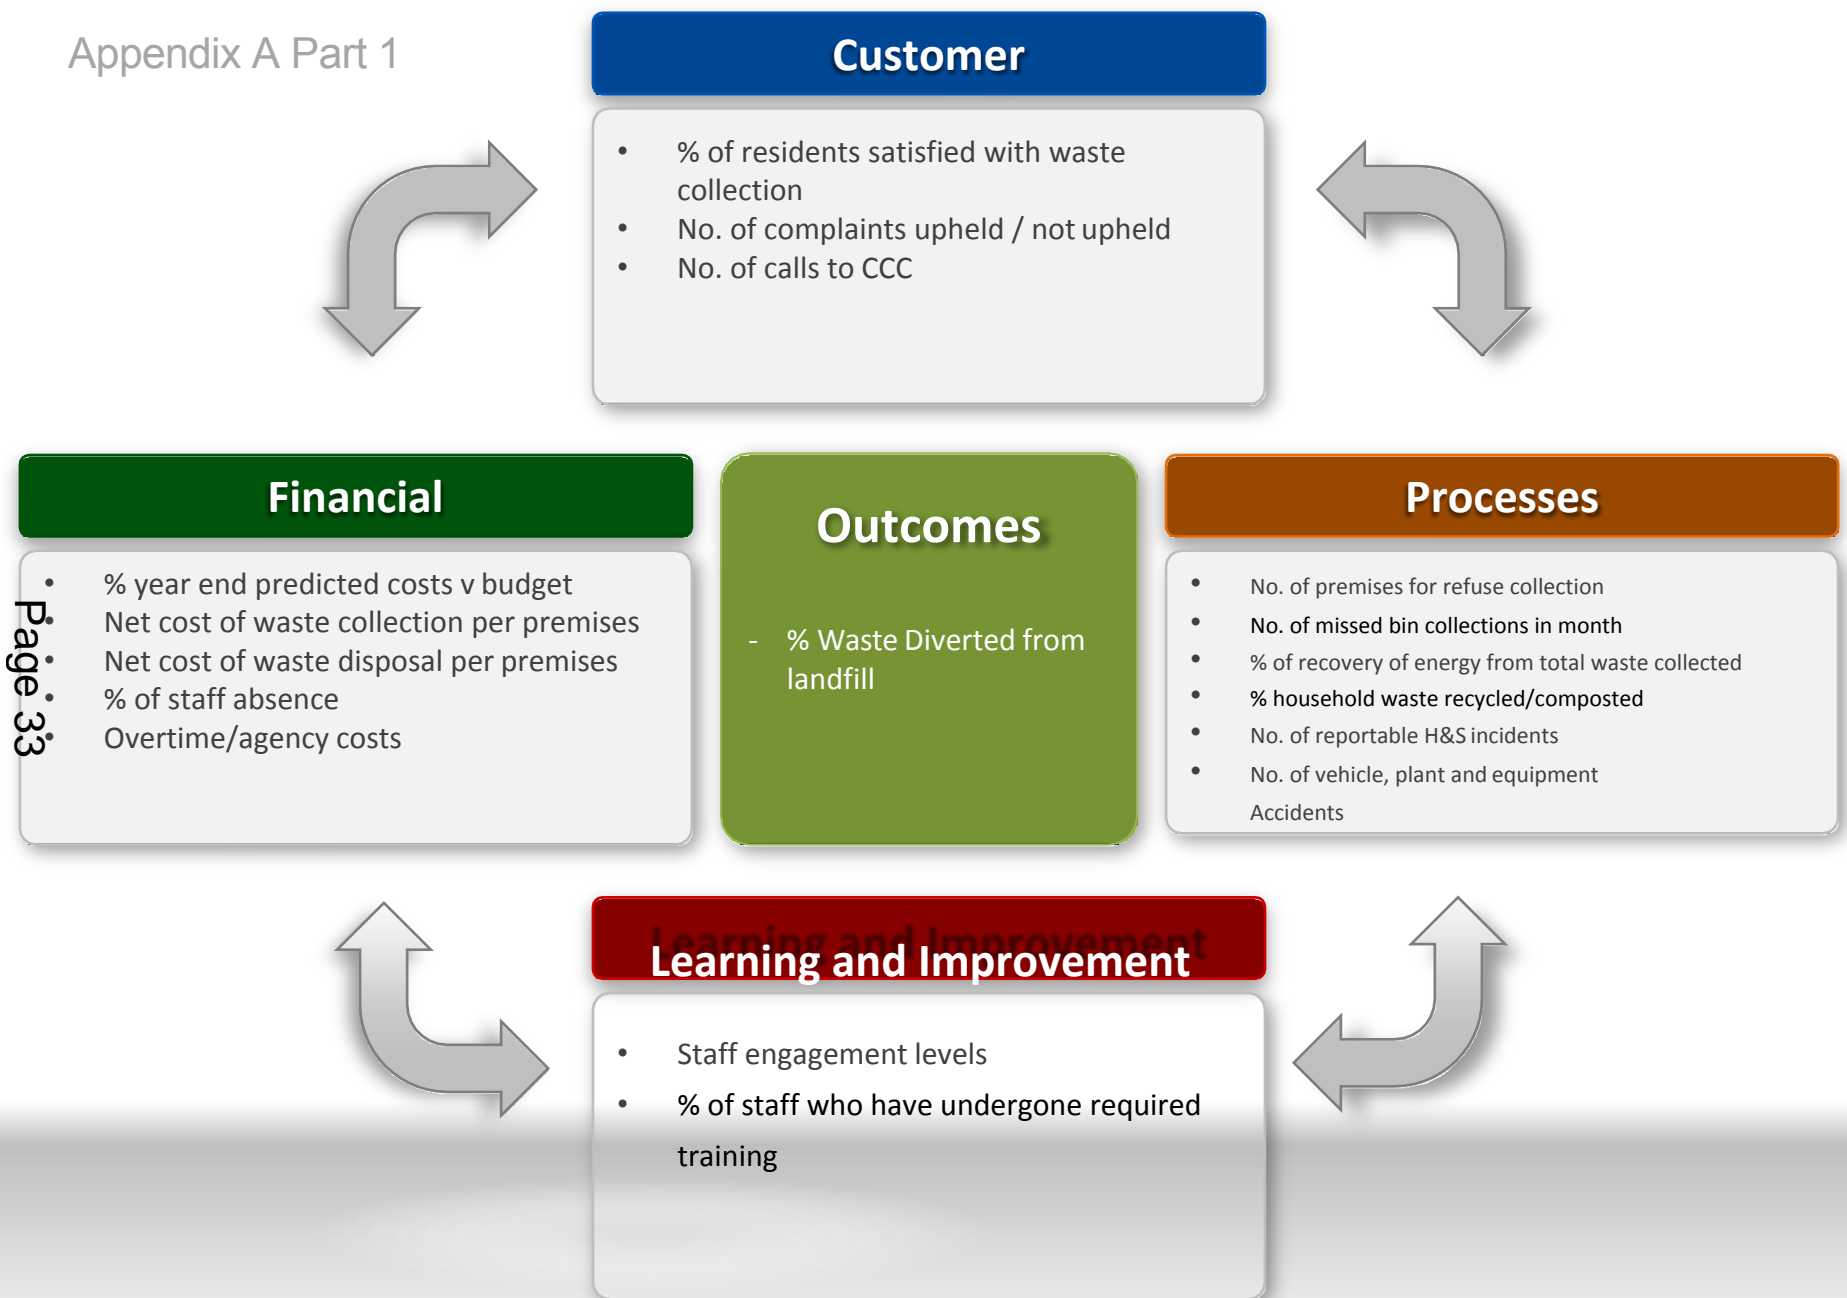 Appendix A Part 1
Customer
• % of residents satisfied with waste
collection
• No. of complaints upheld / not upheld
• No. of calls to CCC
Financial
• % year end predicted costs v budget
• Net cost of waste collection per premises
• Net cost of waste disposal per premises
• % of staff absence
• Overtime/agency costs
Page 33
Outcomes
- % Waste Diverted from
landfill
Processes
• No. of premises for refuse collection
• No. of missed bin collections in month
• % of recovery of energy from total waste collected
• % household waste recycled/composted
• No. of reportable H&S incidents
• No. of vehicle, plant and equipment
Accidents
Learning and Improvement
• Staff engagement levels
• % of staff who have undergone required
training